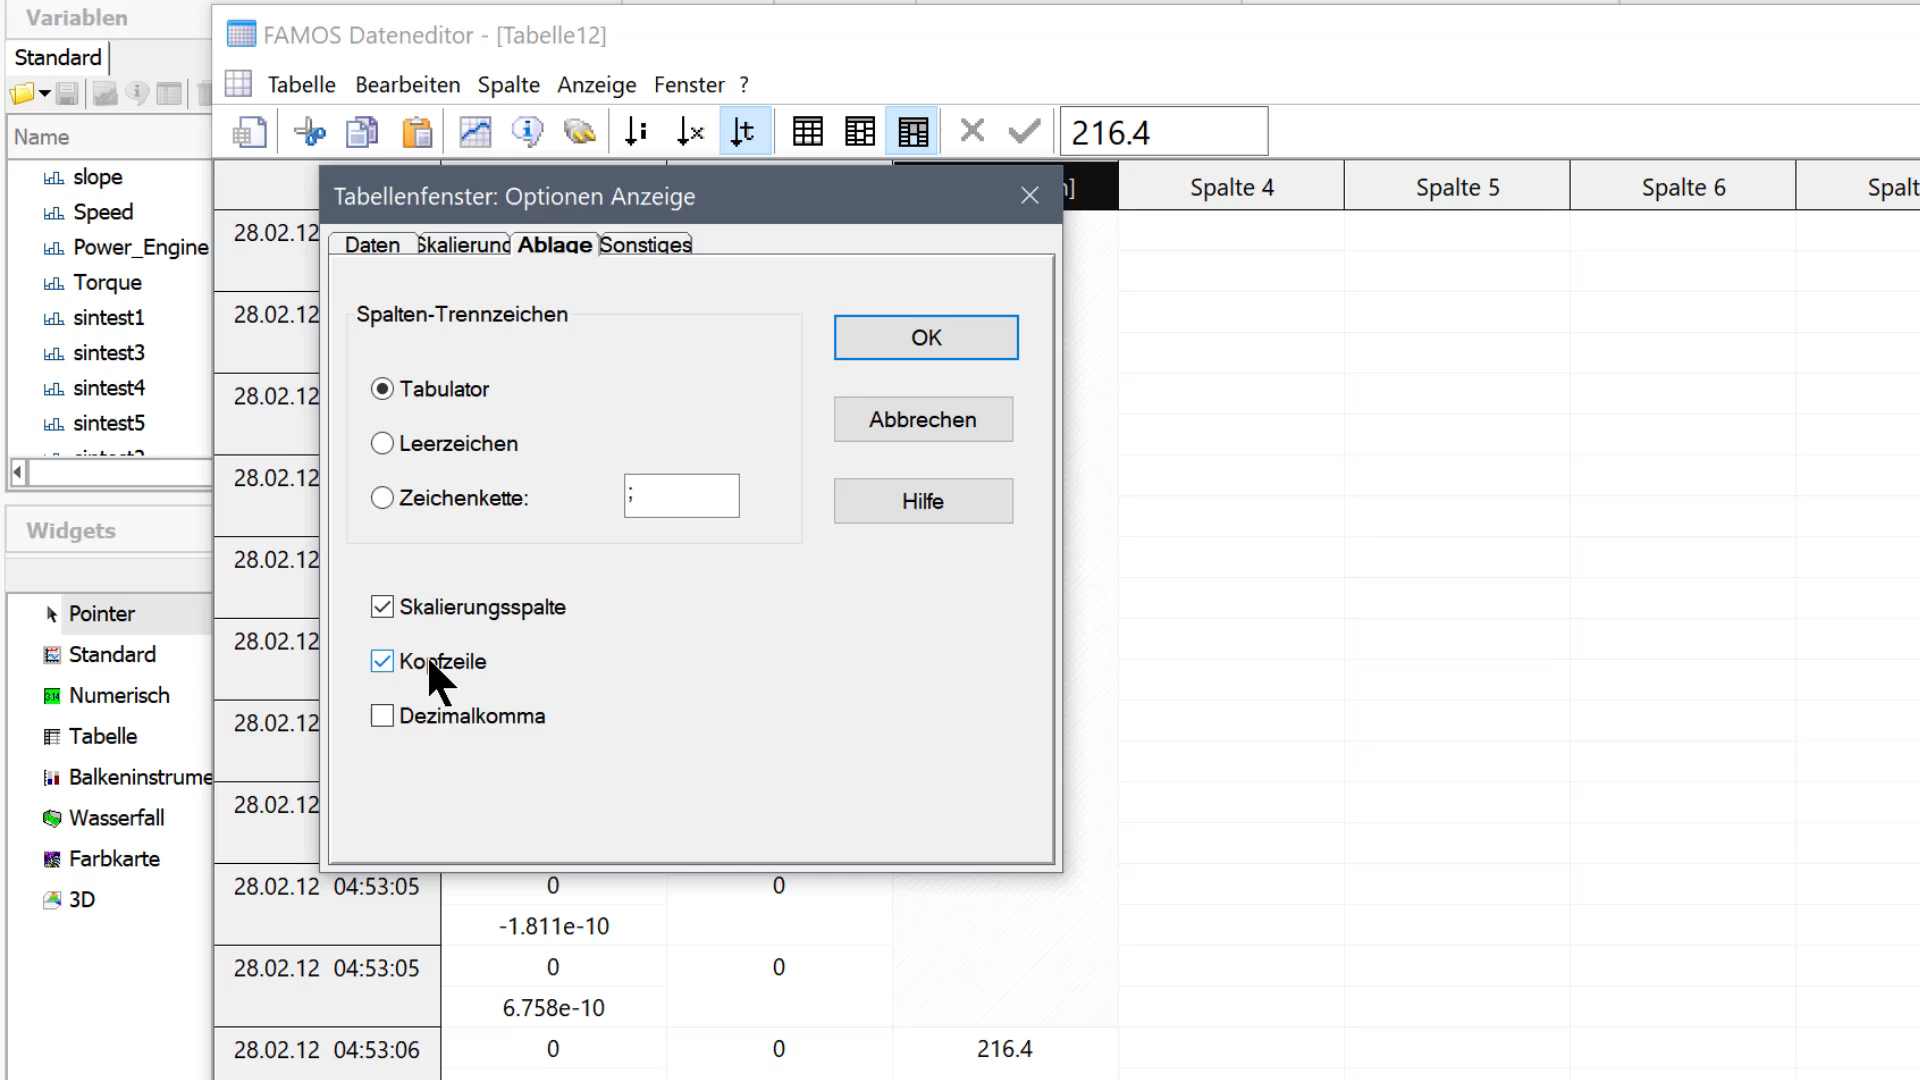 Variablen
Standard
Name
slope
Speed
Power_Engine
Torque
sintest1
sintest3
sintest4
sintest5
Widgets
Pointer
Standard
Numerisch
Tabelle
Balkeninstrume
Wasserfall
Farbkarte
3D
FAMOS Dateneditor - [Tabelle12]
Tabelle Bearbeiten Spalte Anzeige Fenster ?
216.4
Spalte 4 Spalte 5 Spalte 6 Spalt
Tabellenfenster: Optionen Anzeige
Daten Skalierung Ablage Sonstiges
Spalten-Trennzeichen
Tabulator
Leerzeichen
Zeichenkette: ;
OK
Abbrechen
Hilfe
Skalierungsspalte
Kopfzeile
Dezimalkomma
28.02.12
28.02.12
28.02.12
28.02.12
28.02.12
28.02.12
28.02.12
28.02.12
28.02.12 04:53:05 0 0
-1.811e-10
28.02.12 04:53:05 0 0
6.758e-10
28.02.12 04:53:06 0 0 216.4